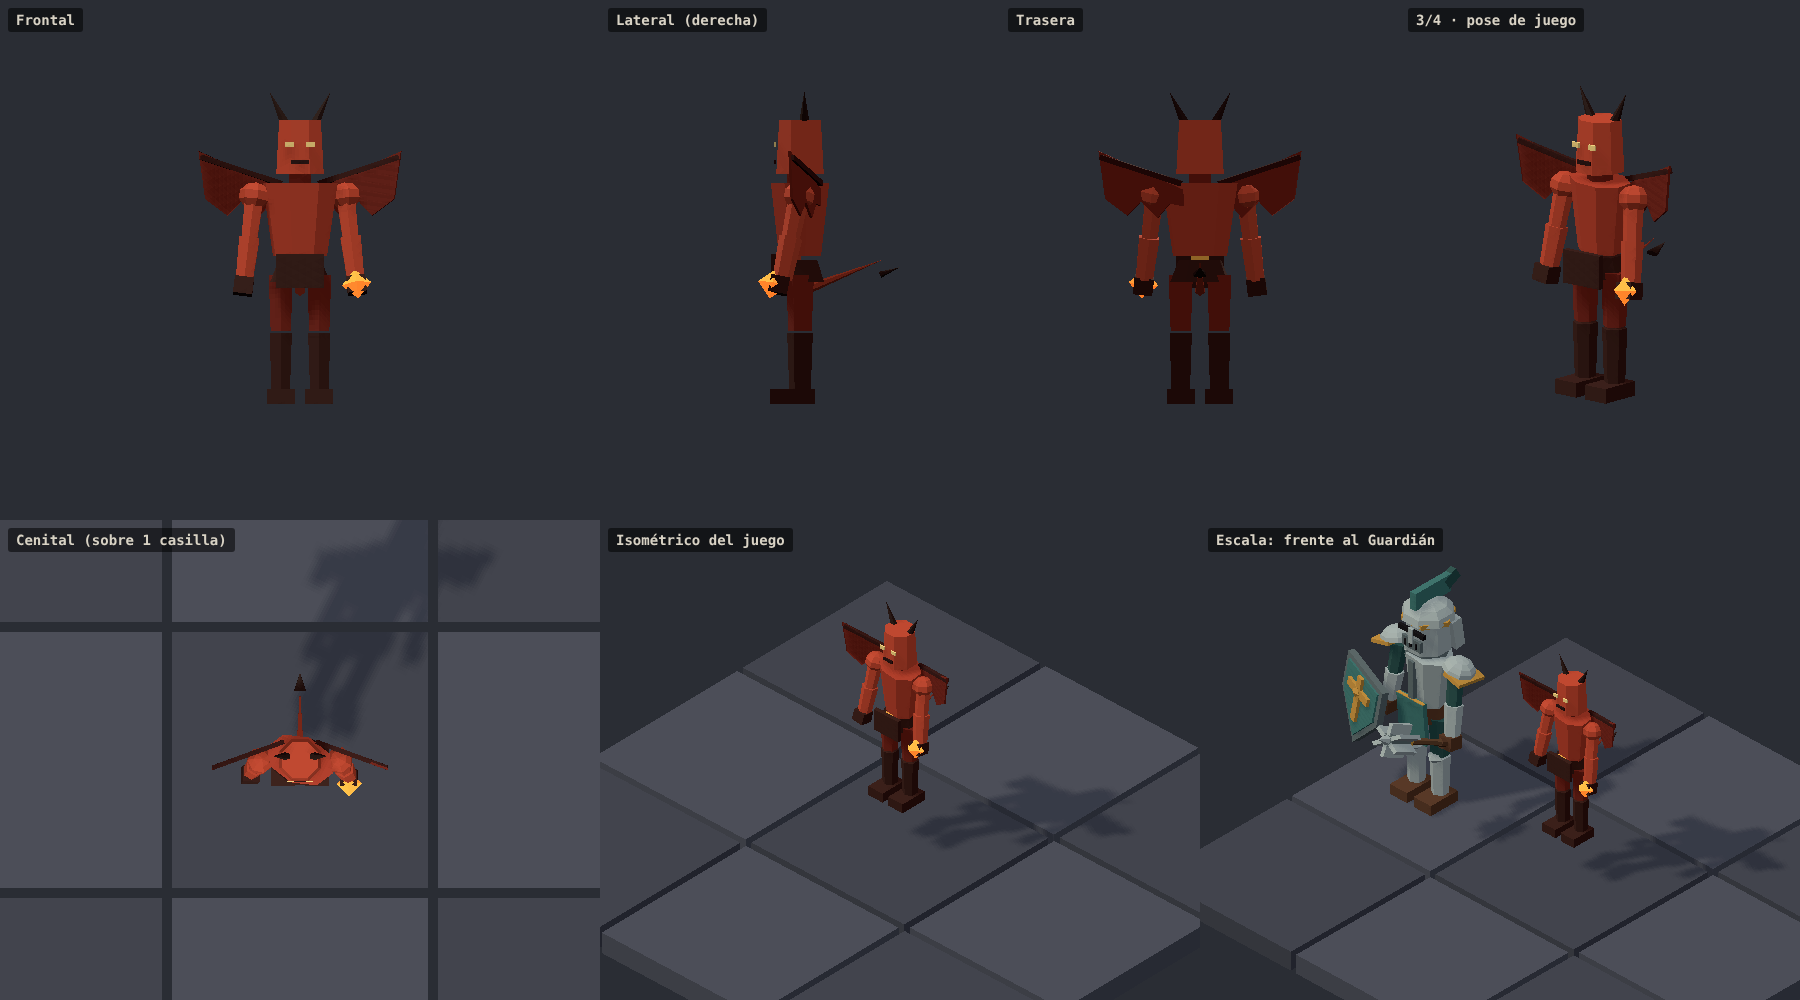 Frontal
Lateral (derecha)
Trasera
3/4 · pose de juego
Cenital (sobre 1 casilla)
Isométrico del juego
Escala: frente al Guardián